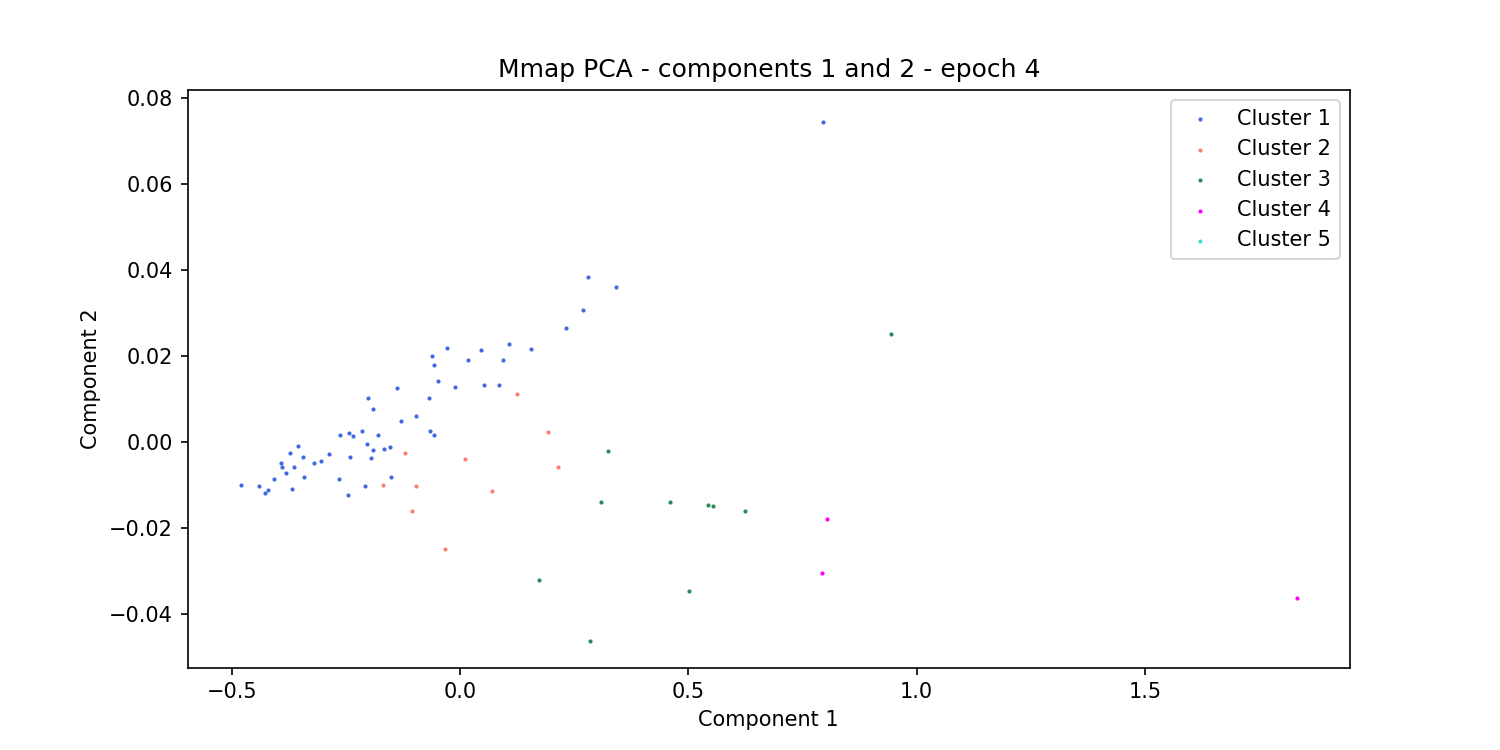 Mmap PCA - components 1 and 2 - epoch 4
Cluster 1
Cluster 2
Cluster 3
Cluster 4
Cluster 5
Component 2
0.08
0.06
0.04
0.02
0.00
−0.02
−0.04
−0.5
0.0
0.5
1.0
1.5
Component 1